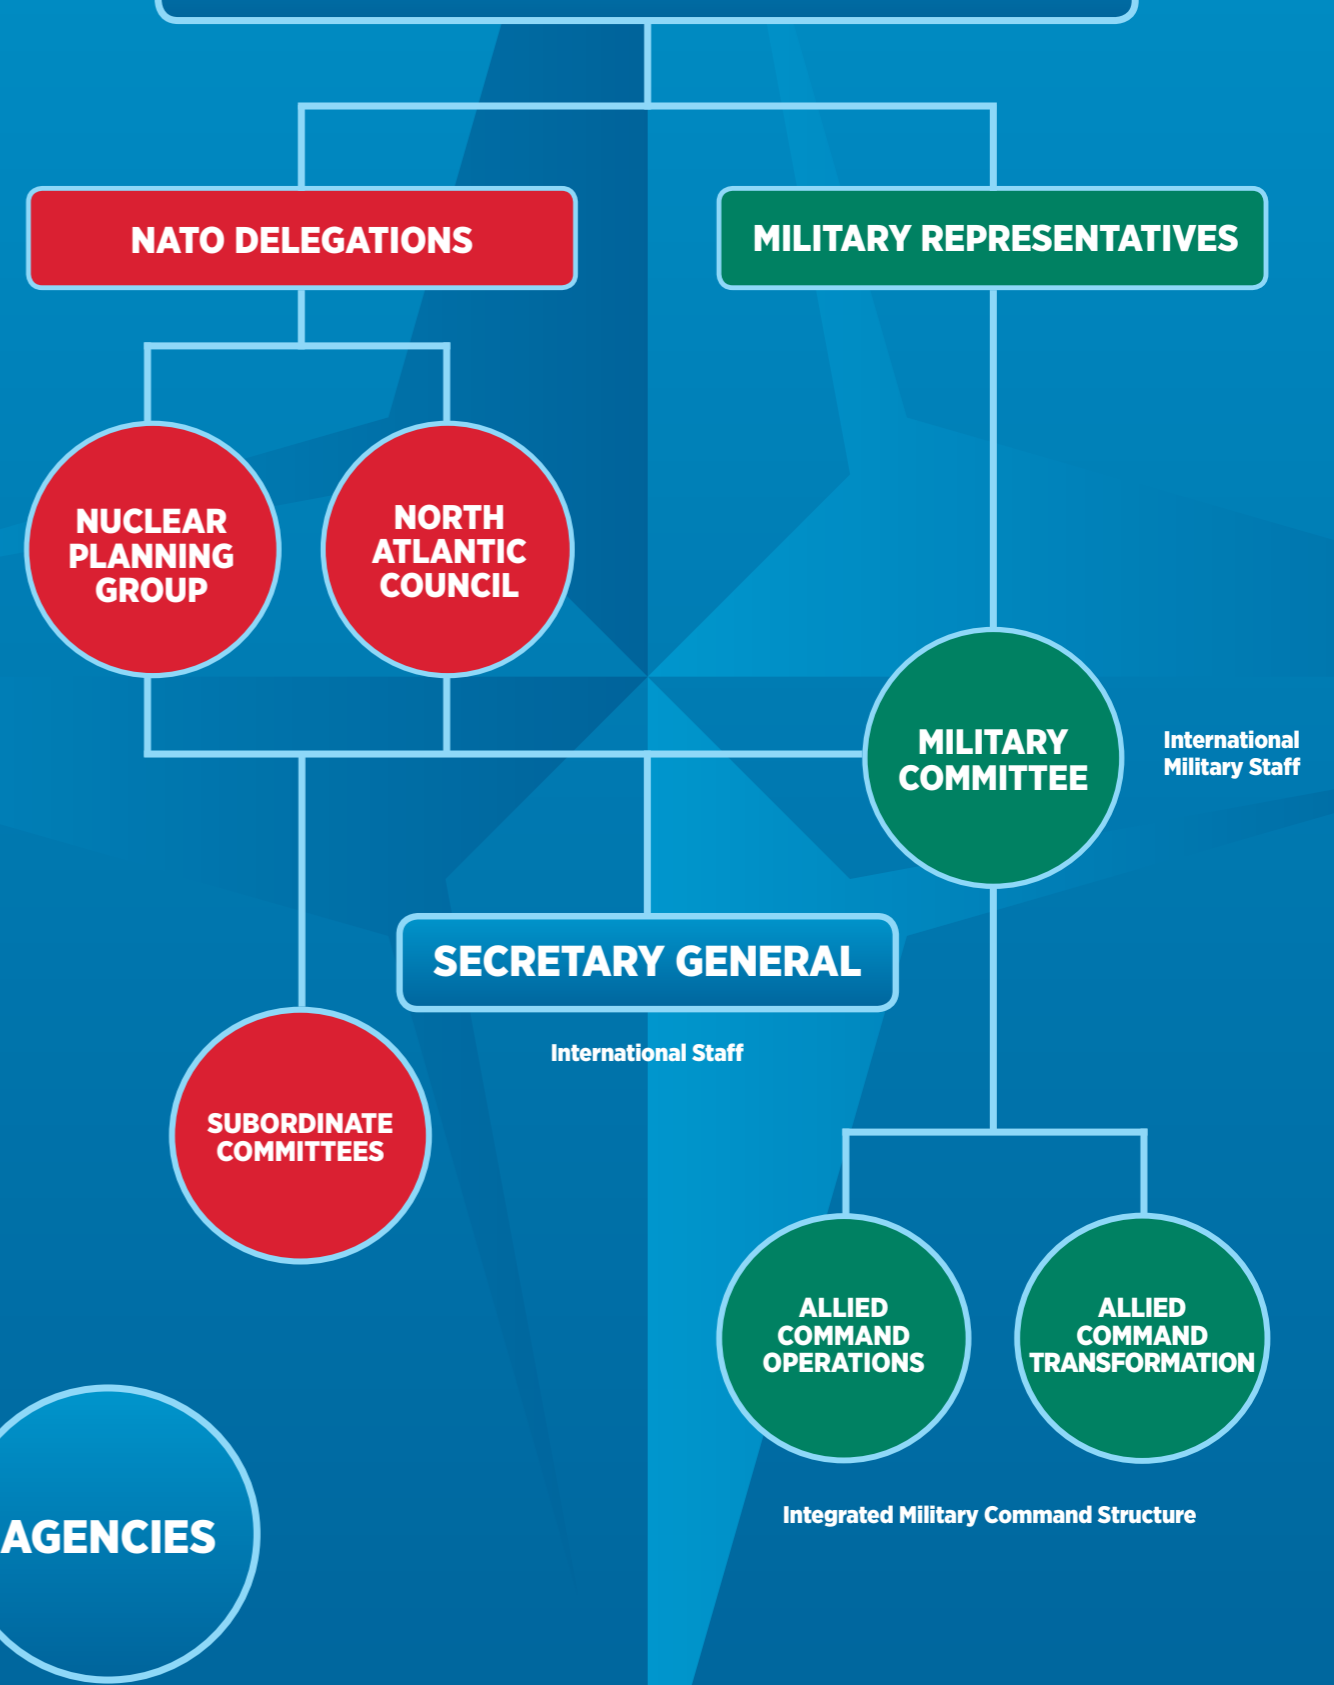 NATO DELEGATIONS
MILITARY REPRESENTATIVES
NUCLEAR
PLANNING
GROUP
NORTH
ATLANTIC
COUNCIL
MILITARY
COMMITTEE
International
Military Staff
SECRETARY GENERAL
International Staff
SUBORDINATE
COMMITTEES
ALLIED
COMMAND
OPERATIONS
ALLIED
COMMAND
TRANSFORMATION
Integrated Military Command Structure
AGENCIES